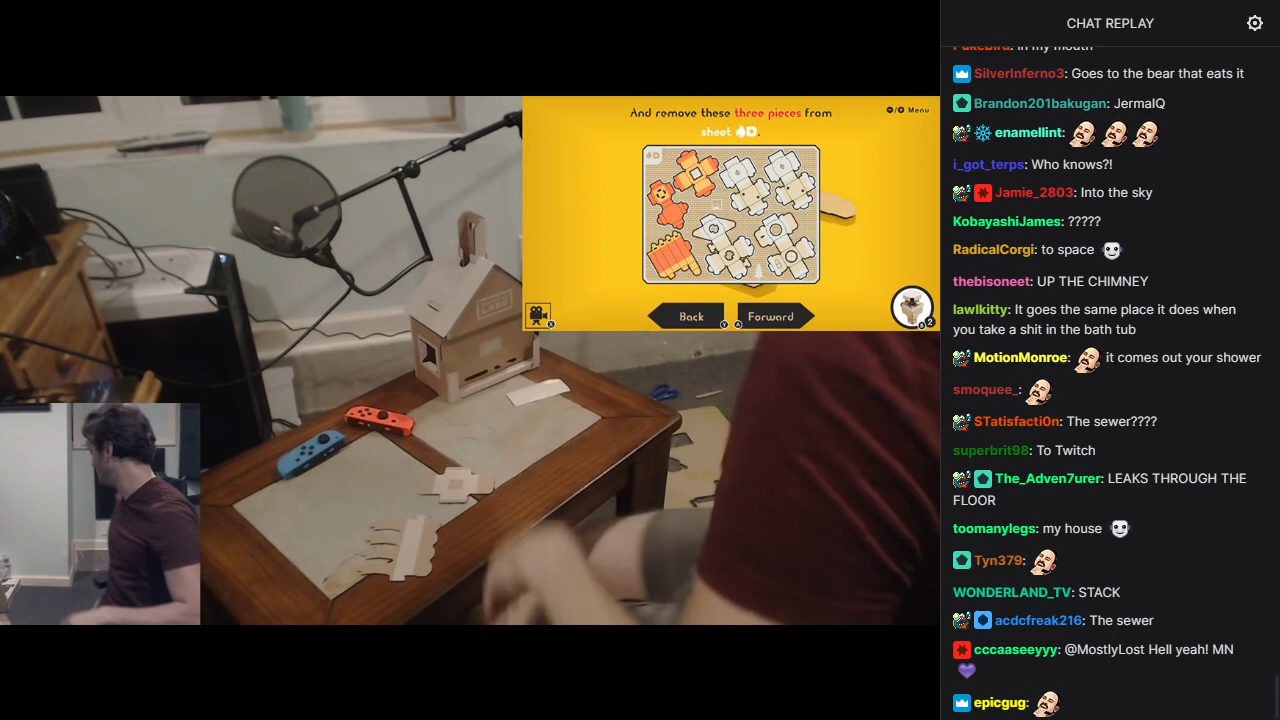 And remove these three pieces from
sheet D.
⊖/⊕ Menu
4D
Back
Y
A
Forward
X
2
LABO
CHAT REPLAY
PukeBird: in my mouth
SilverInferno3: Goes to the bear that eats it
Brandon201bakugan: JermaIQ
enamellint:
i_got_terps: Who knows?!
Jamie_2803: Into the sky
KobayashiJames: ?????
RadicalCorgi: to space
thebisoneet: UP THE CHIMNEY
lawlkitty: It goes the same place it does when
you take a shit in the bath tub
MotionMonroe: it comes out your shower
smoquee_:
STatisfacti0n: The sewer????
superbrit98: To Twitch
The_Adven7urer: LEAKS THROUGH THE
FLOOR
toomanylegs: my house
Tyn379:
WONDERLAND_TV: STACK
acdcfreak216: The sewer
cccaaseeyyy: @MostlyLost Hell yeah! MN
epicgug: